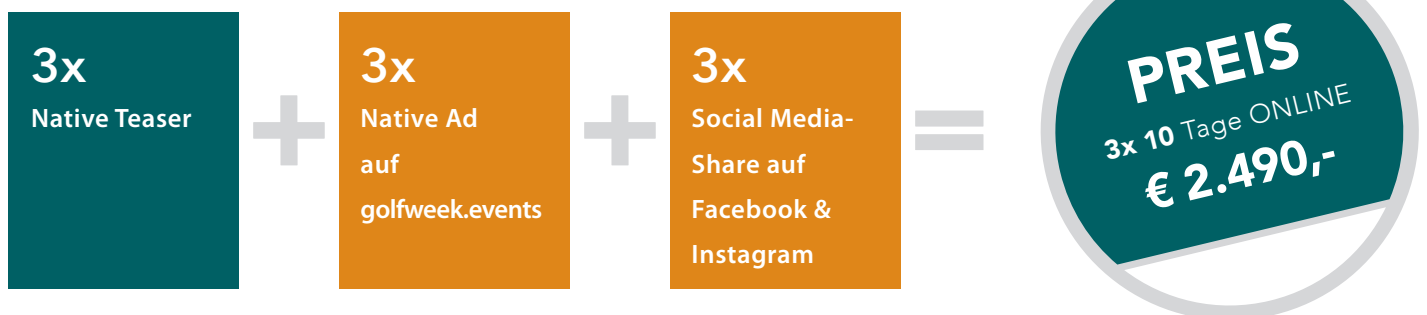 3x
Native Teaser
+
3x
Native Ad
auf
golfweek.events
+
3x
Social Media-
Share auf
Facebook &
Instagram
=
PREIS
3x 10 Tage ONLINE
€ 2.490,-